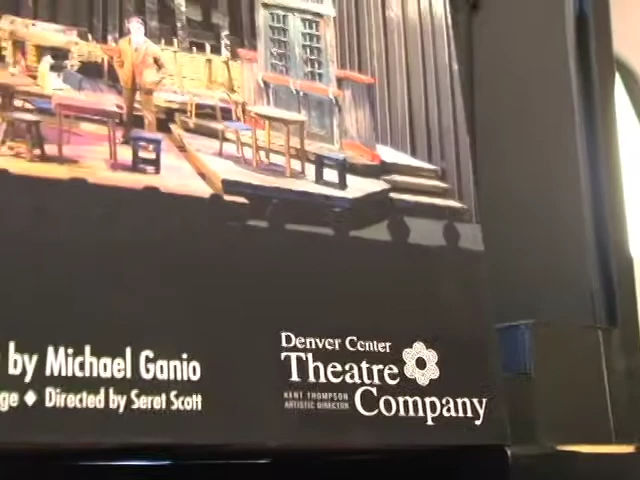 by Michael Ganio
ge ◆ Directed by Seret Scott
Denver Center
Theatre
KENT THOMPSON
ARTISTIC DIRECTOR
Company